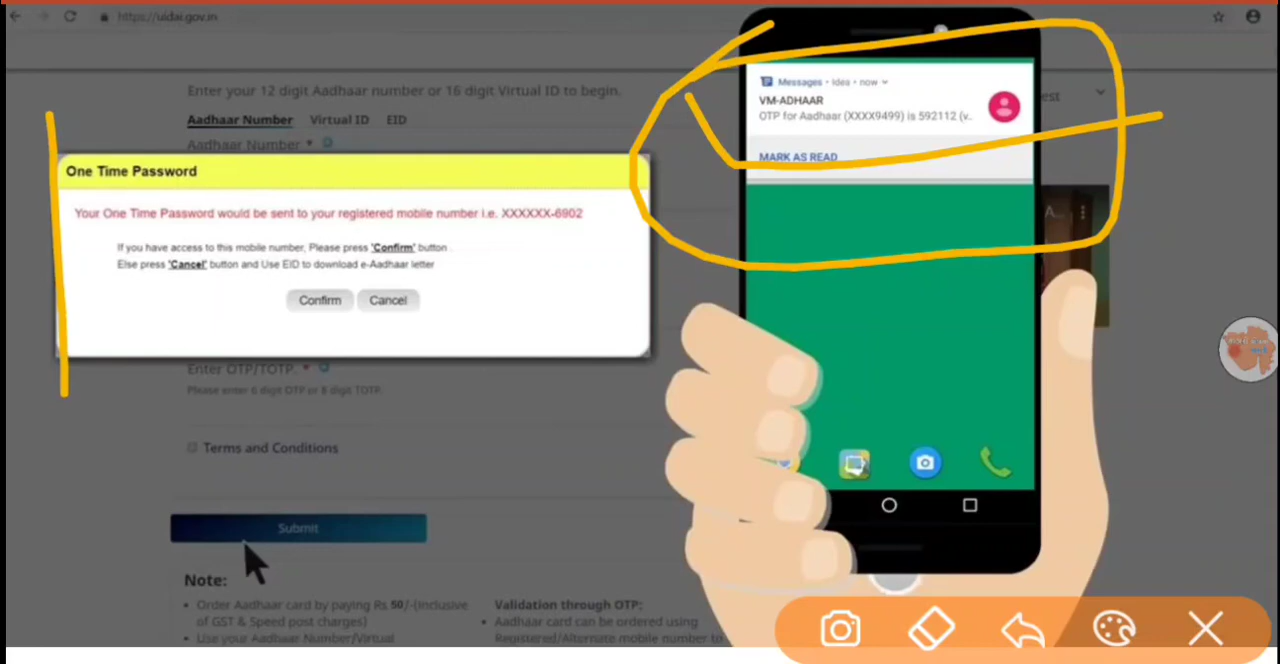 https://uidai.gov.in
Enter your 12 digit Aadhaar number or 16 digit Virtual ID to begin.
Aadhaar Number Virtual ID EID
Aadhaar Number *
One Time Password
Your One Time Password would be sent to your registered mobile number i.e. XXXXXX-6902
If you have access to this mobile number, Please press 'Confirm' button .
Else press 'Cancel' button and Use EID to download e-Aadhaar letter
Confirm Cancel
Enter OTP/TOTP. *
Please enter 6 digit OTP or 8 digit TOTP.
Terms and Conditions
Submit
Note:
• Order Aadhaar card by paying Rs 50/-(Inclusive
of GST & Speed post charges)
• Use your Aadhaar Number/Virtual
Validation through OTP:
• Aadhaar card can be ordered using
Registered/Alternate mobile number to
Messages • Idea • now
VM-ADHAAR
OTP for Aadhaar (XXXX9499) is 592112 (v..
MARK AS READ
est
A...